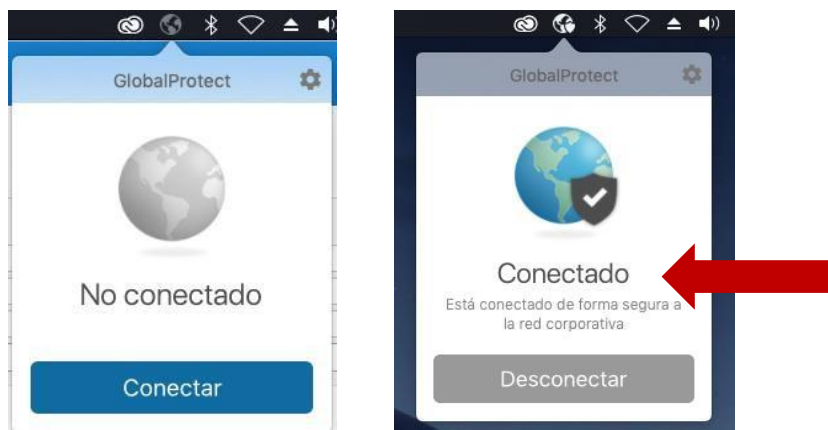 GlobalProtect
No conectado
Conectar
GlobalProtect
Conectado
Está conectado de forma segura a
la red corporativa
Desconectar